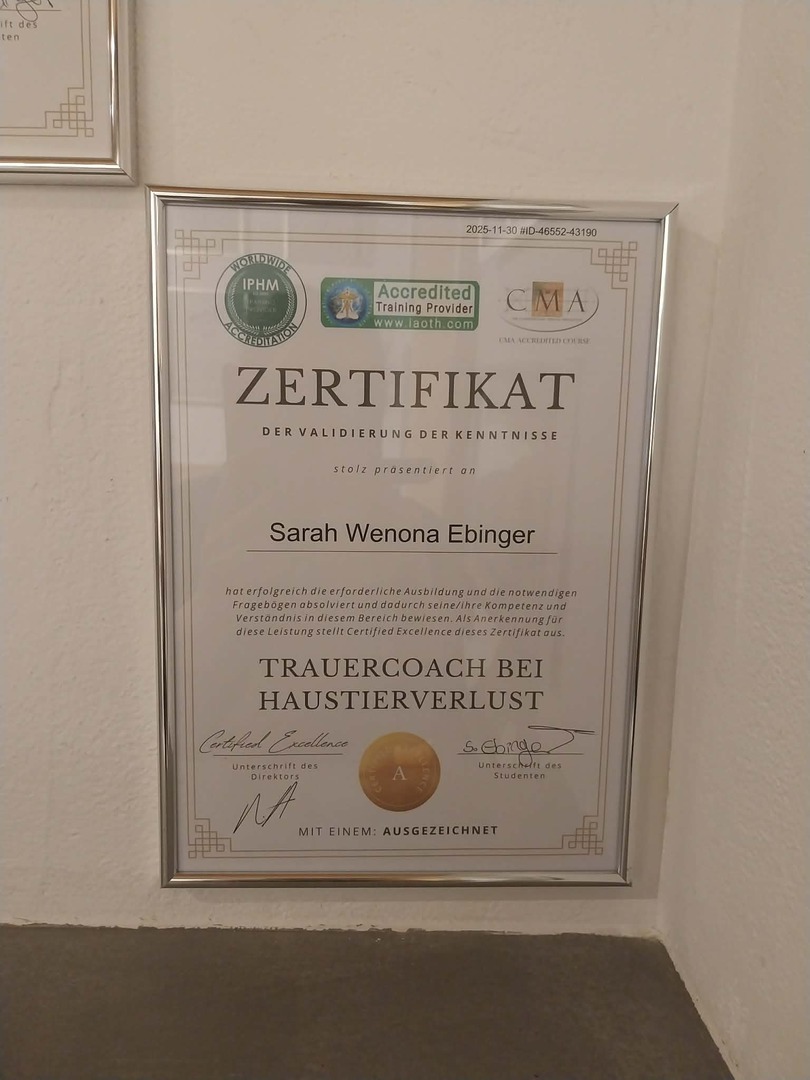 ift des
ten
2025-11-30 #ID-46552-43190
WORLDWIDE
IPHM
ACCREDITATION
Accredited
Training Provider
www.iaoth.com
CMA
CMA ACCREDITED COURSE
ZERTIFIKAT
DER VALIDIERUNG DER KENNTNISSE
stolz präsentiert an
Sarah Wenona Ebinger
hat erfolgreich die erforderliche Ausbildung und die notwendigen
Fragebögen absolviert und dadurch seine/ihre Kompetenz und
Verständnis in diesem Bereich bewiesen. Als Anerkennung für
diese Leistung stellt Certified Excellence dieses Zertifikat aus.
TRAUERCOACH BEI
HAUSTIERVERLUST
Certified Excellence
Unterschrift des
Direktors
A
S. Ebinger
Unterschrift des
Studenten
MIT EINEM: AUSGEZEICHNET